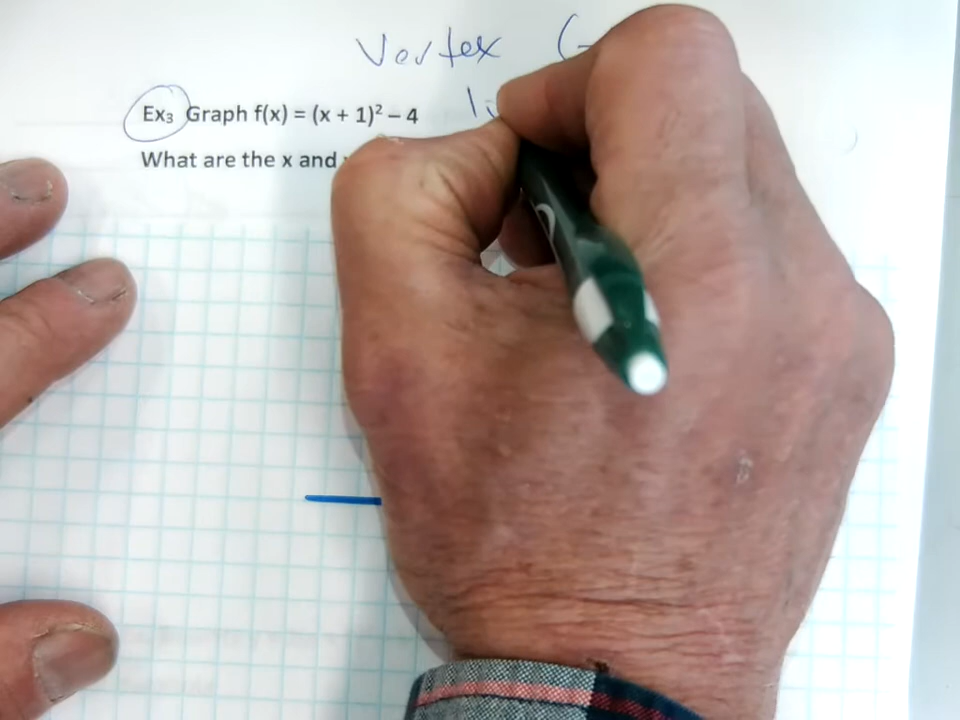 Vertex (-
Ex3 Graph f(x) = (x + 1)² – 4
What are the x and